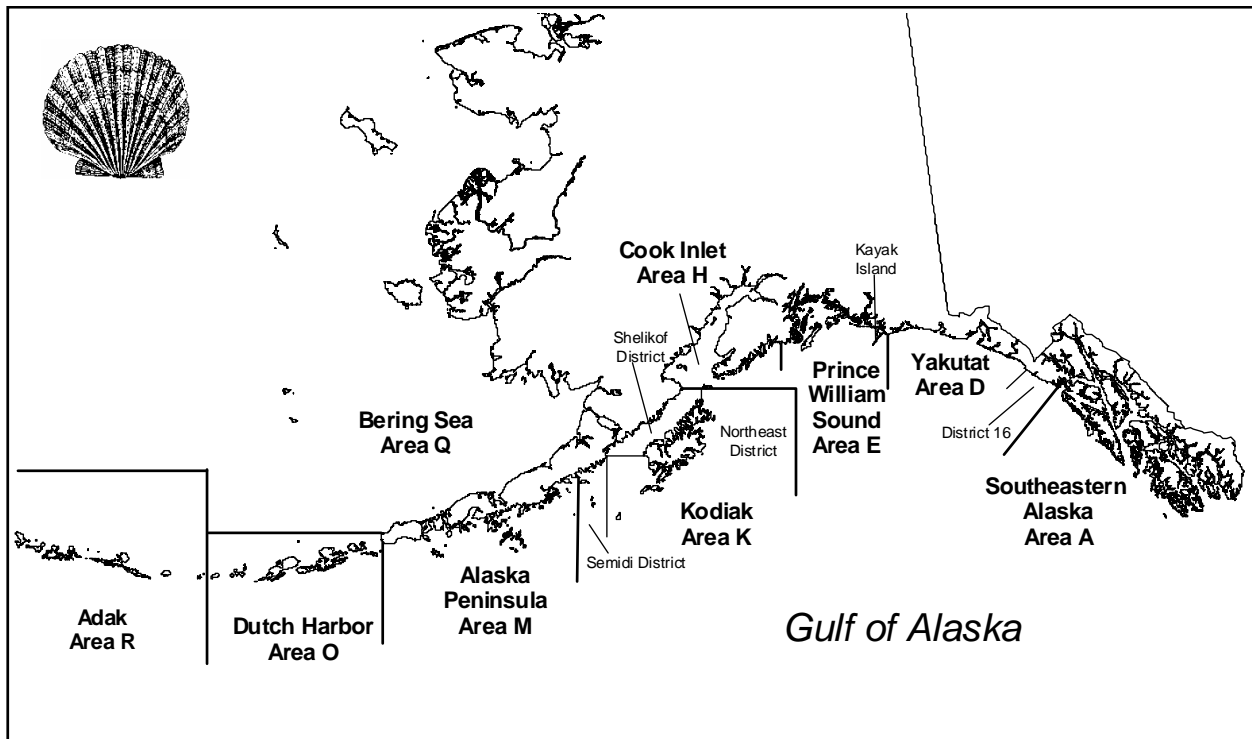 Cook Inlet
Area H
Kayak
Island
Shelikof
District
Bering Sea
Area Q
Prince
William
Sound
Area E
Yakutat
Area D
Northeast
District
District 16
Southeastern
Alaska
Area A
Kodiak
Area K
Semidi District
Alaska
Peninsula
Area M
Adak
Area R
Dutch Harbor
Area O
Gulf of Alaska